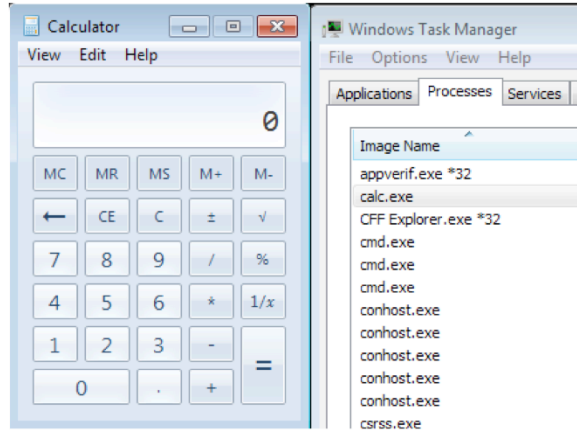 Calculator
View Edit Help
0
MC MR MS M+ M-
← CE C ± √
7 8 9 / %
4 5 6 * 1/x
1 2 3 - =
0 . +
Windows Task Manager
File Options View Help
Applications Processes Services
Image Name
appverif.exe *32
calc.exe
CFF Explorer.exe *32
cmd.exe
cmd.exe
cmd.exe
conhost.exe
conhost.exe
conhost.exe
conhost.exe
conhost.exe
csrss.exe